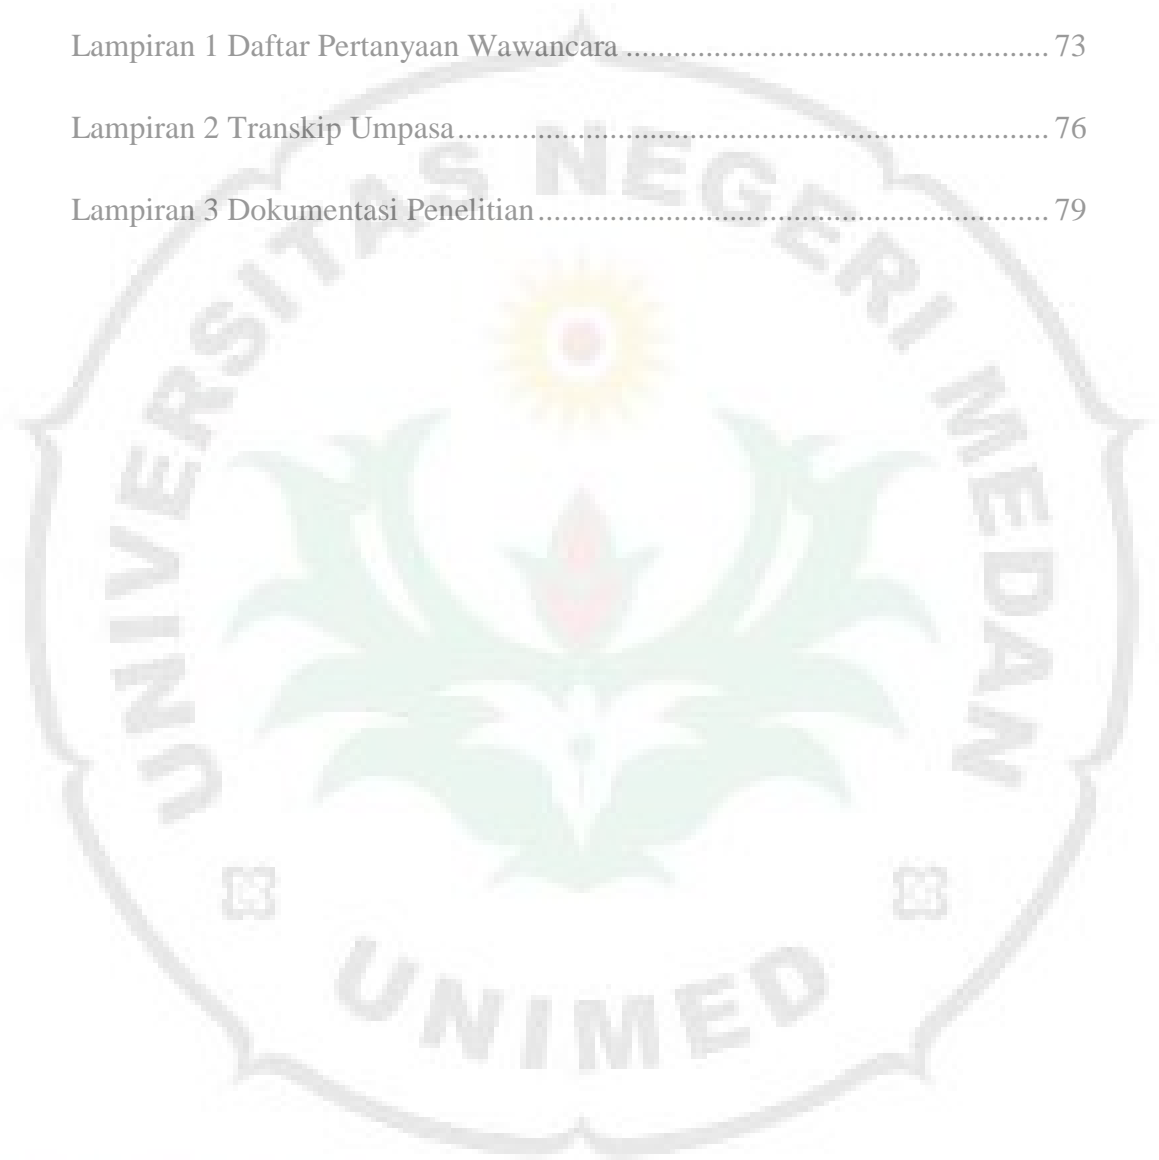 Lampiran 1 Daftar Pertanyaan Wawancara ..................................................... 73
Lampiran 2 Transkip Umpasa.......................................................................... 76
Lampiran 3 Dokumentasi Penelitian ................................................................ 79
UNIVERSITAS NEGERI MEDAN
UNIMED